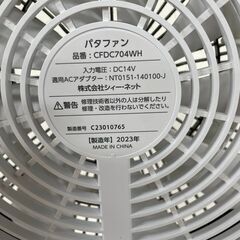 パタファン
品番：CFDC704WH
入力電圧：DC14V
適用ACアダプター：NT0151-140100-J
株式会社シィー・ネット
警告
修理技術者以外の人は分解したり
修理・改造を行わないでください。
製造番号 C23010765
【製造年】2023年
MADE IN CHINA